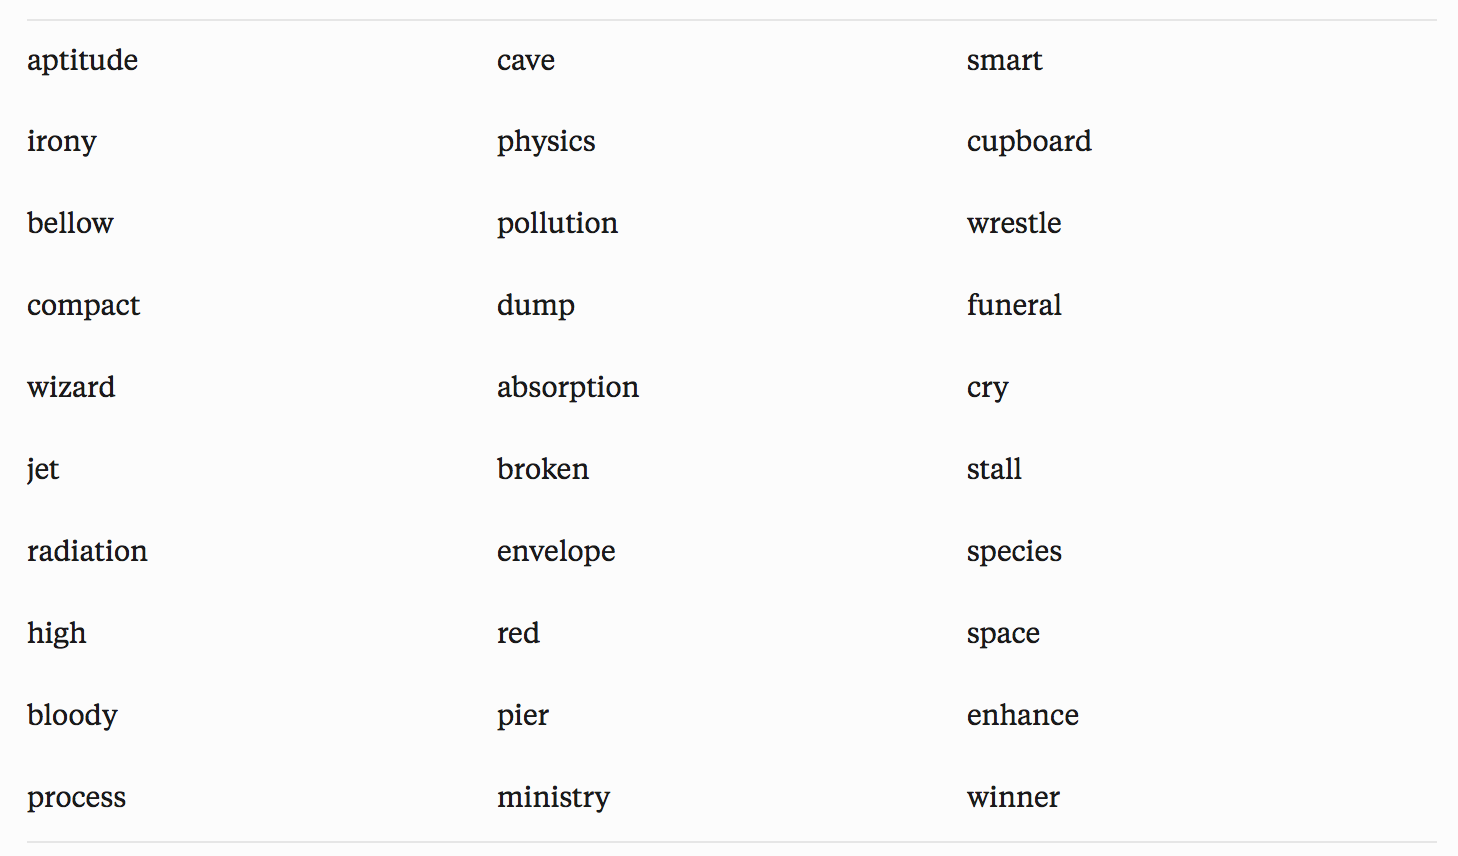 aptitude cave smart
irony physics cupboard
bellow pollution wrestle
compact dump funeral
wizard absorption cry
jet broken stall
radiation envelope species
high red space
bloody pier enhance
process ministry winner